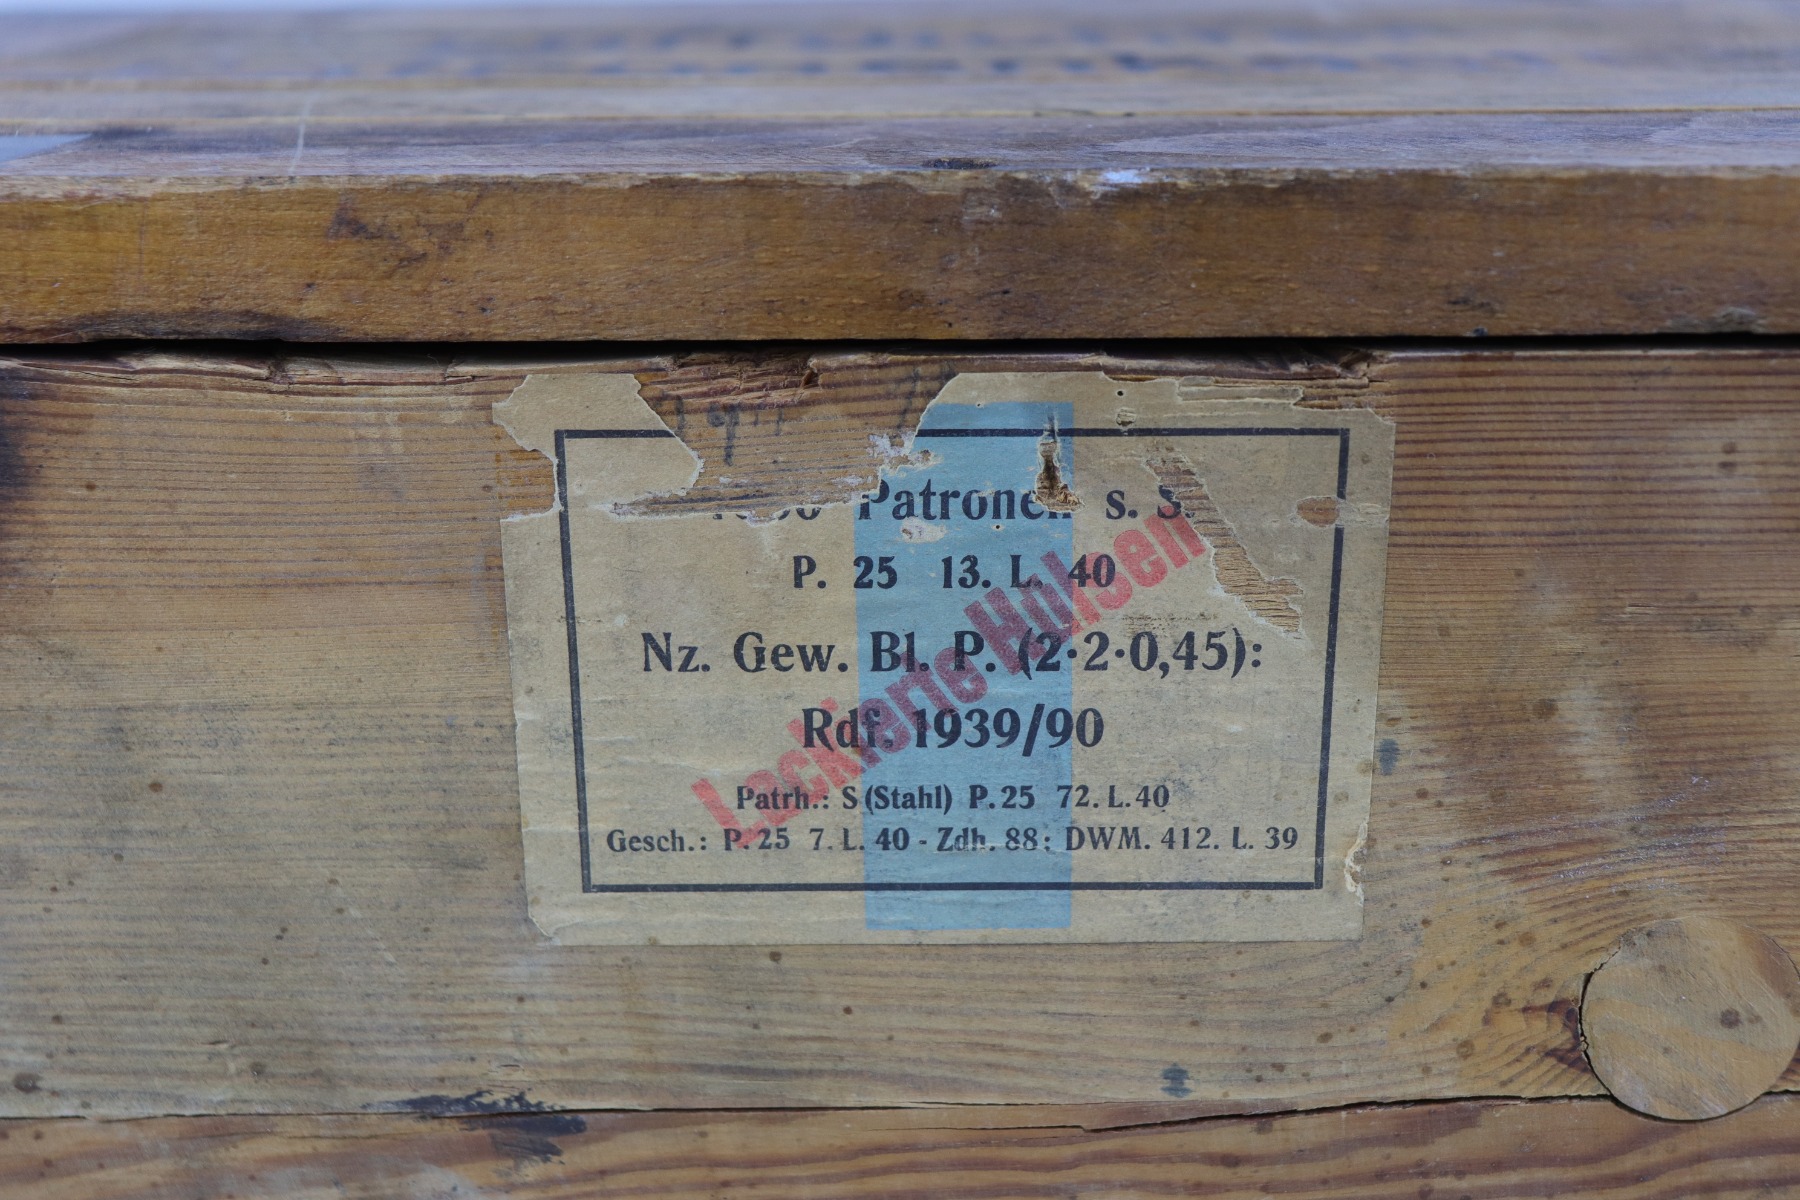 Patronen s. S.
P. 25 13. L. 40
Nz. Gew. Bl. P. (2·2·0,45):
Rdf. 1939/90
Patrh.: S (Stahl) P. 25 72. L. 40
Gesch.: P. 25 7. L. 40 - Zdh. 88: DWM. 412. L. 39
Lackierte Hülsen